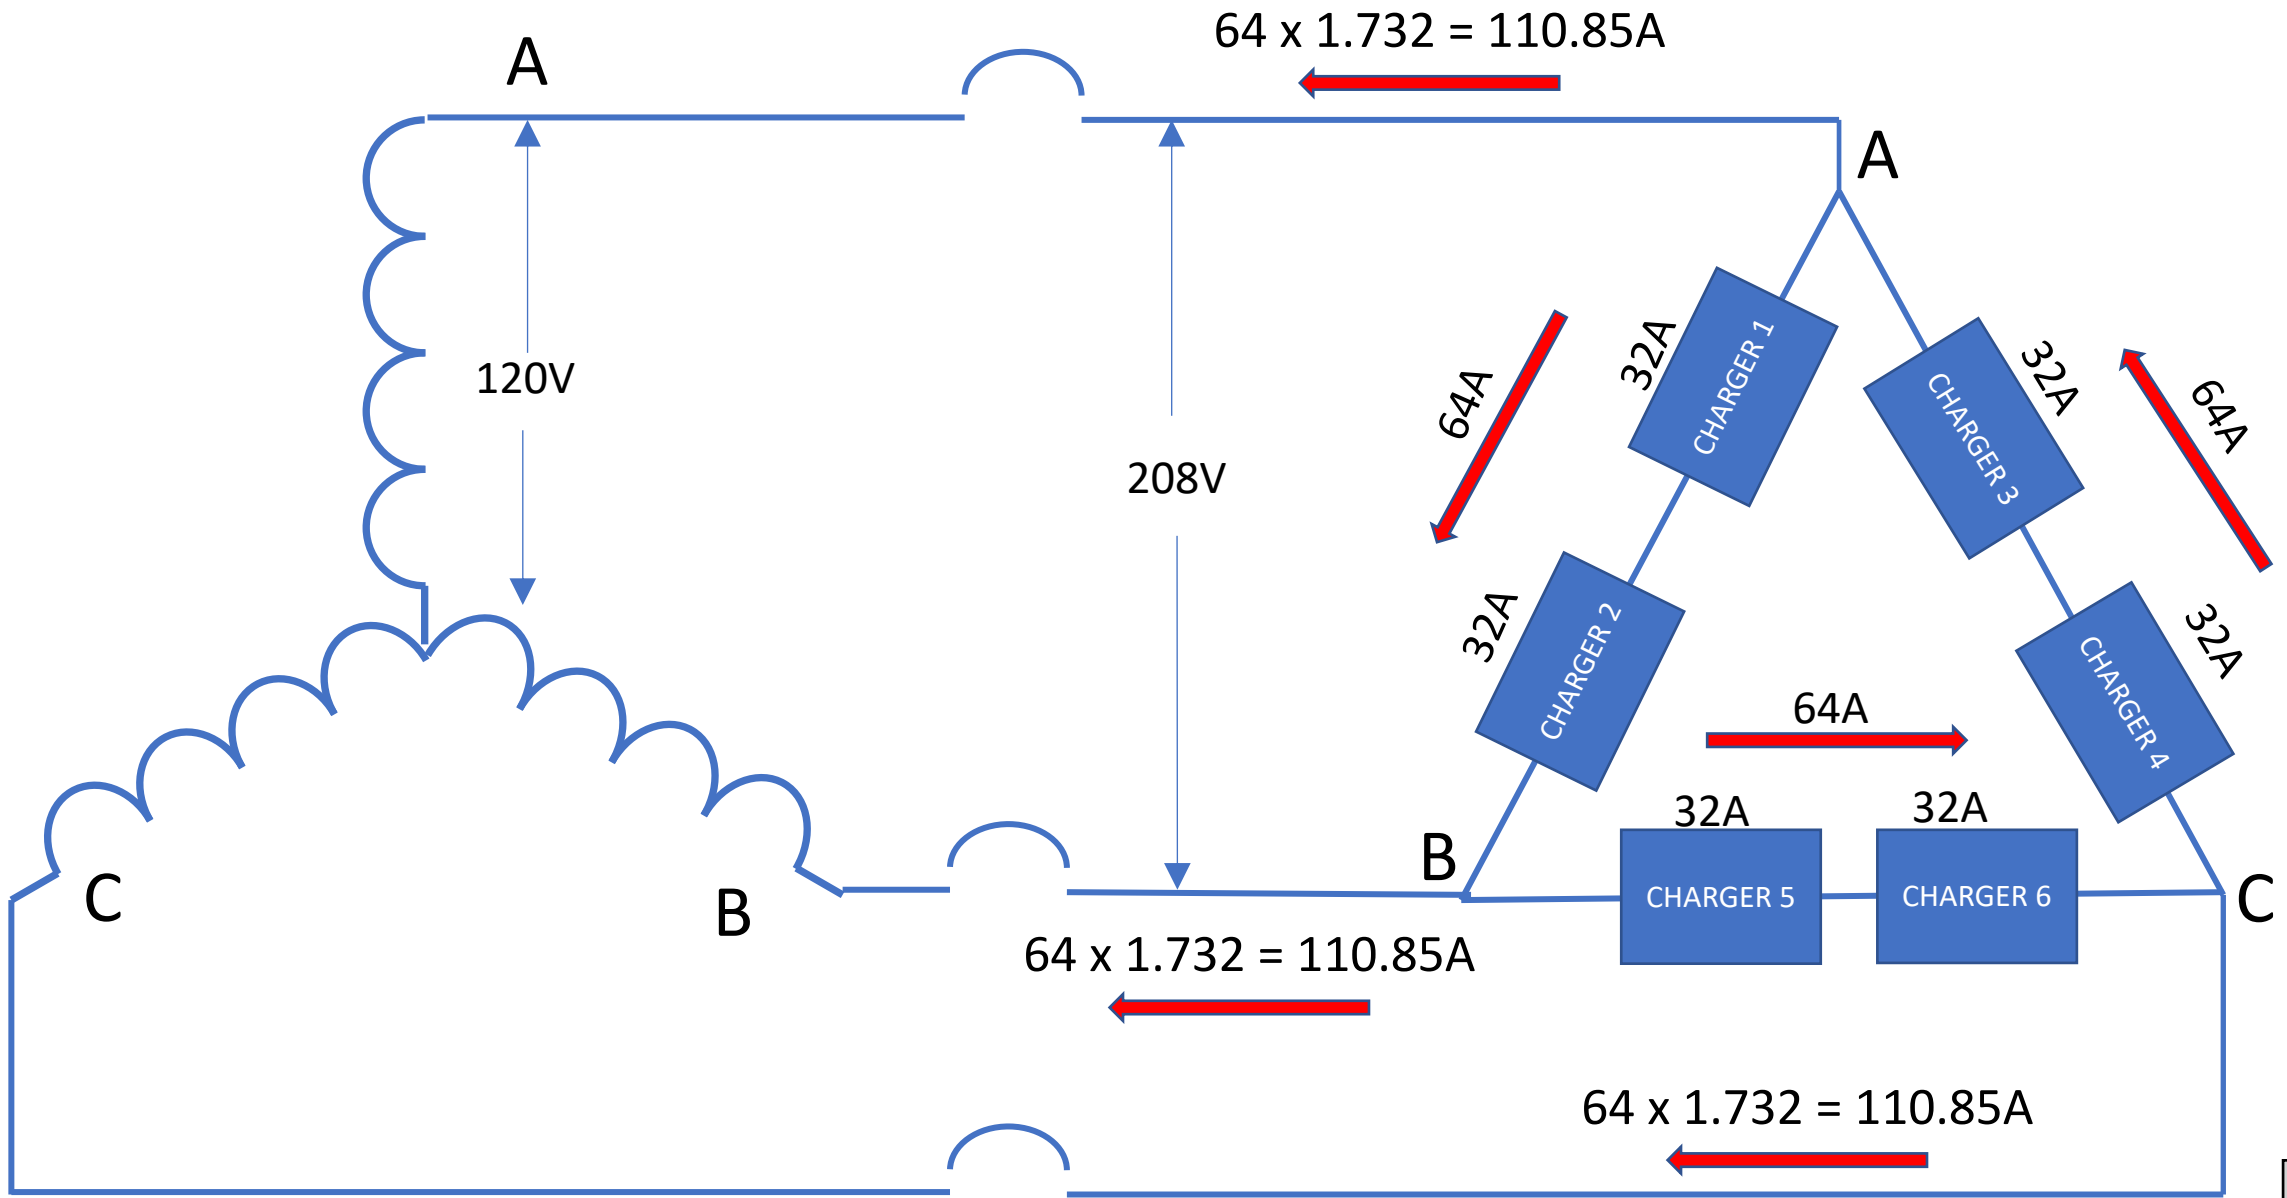 64 x 1.732 = 110.85A
A
A
120V
208V
32A
CHARGER 1
64A
32A
CHARGER 3
64A
32A
CHARGER 2
32A
CHARGER 4
64A
32A
32A
B
C
B
CHARGER 5
CHARGER 6
C
64 x 1.732 = 110.85A
64 x 1.732 = 110.85A